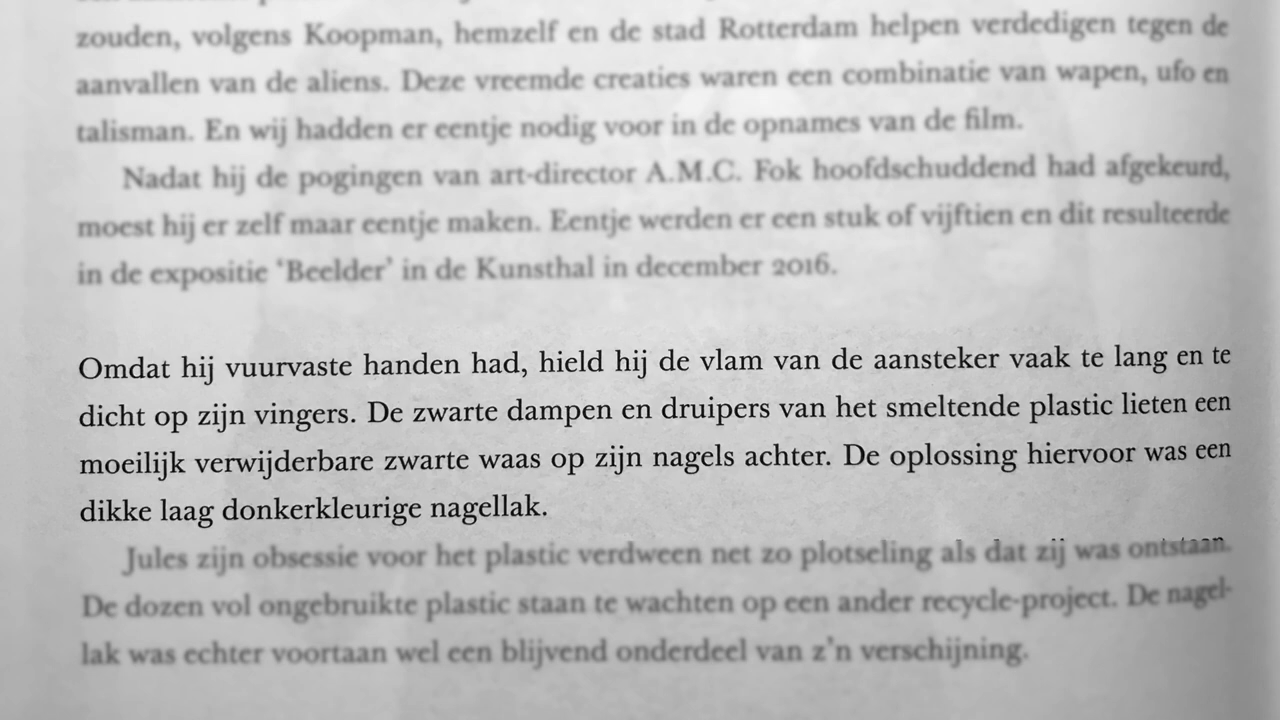 zouden, volgens Koopman, hemzelf en de stad Rotterdam helpen verdedigen tegen de
aanvallen van de aliens. Deze vreemde creaties waren een combinatie van wapen, ufo en
talisman. En wij hadden er eentje nodig voor in de opnames van de film.
Nadat hij de pogingen van art-director A.M.C. Fok hoofdschuddend had afgekeurd,
moest hij er zelf maar eentje maken. Eentje werden er een stuk of vijftien en dit resulteerde
in de expositie ‘Beelder’ in de Kunsthal in december 2016.
Omdat hij vuurvaste handen had, hield hij de vlam van de aansteker vaak te lang en te
dicht op zijn vingers. De zwarte dampen en druipers van het smeltende plastic lieten een
moeilijk verwijderbare zwarte waas op zijn nagels achter. De oplossing hiervoor was een
dikke laag donkerkleurige nagellak.
Jules zijn obsessie voor het plastic verdween net zo plotseling als dat zij was ontstaan.
De dozen vol ongebruikte plastic staan te wachten op een ander recycle-project. De nagel-
lak was echter voortaan wel een blijvend onderdeel van z’n verschijning.